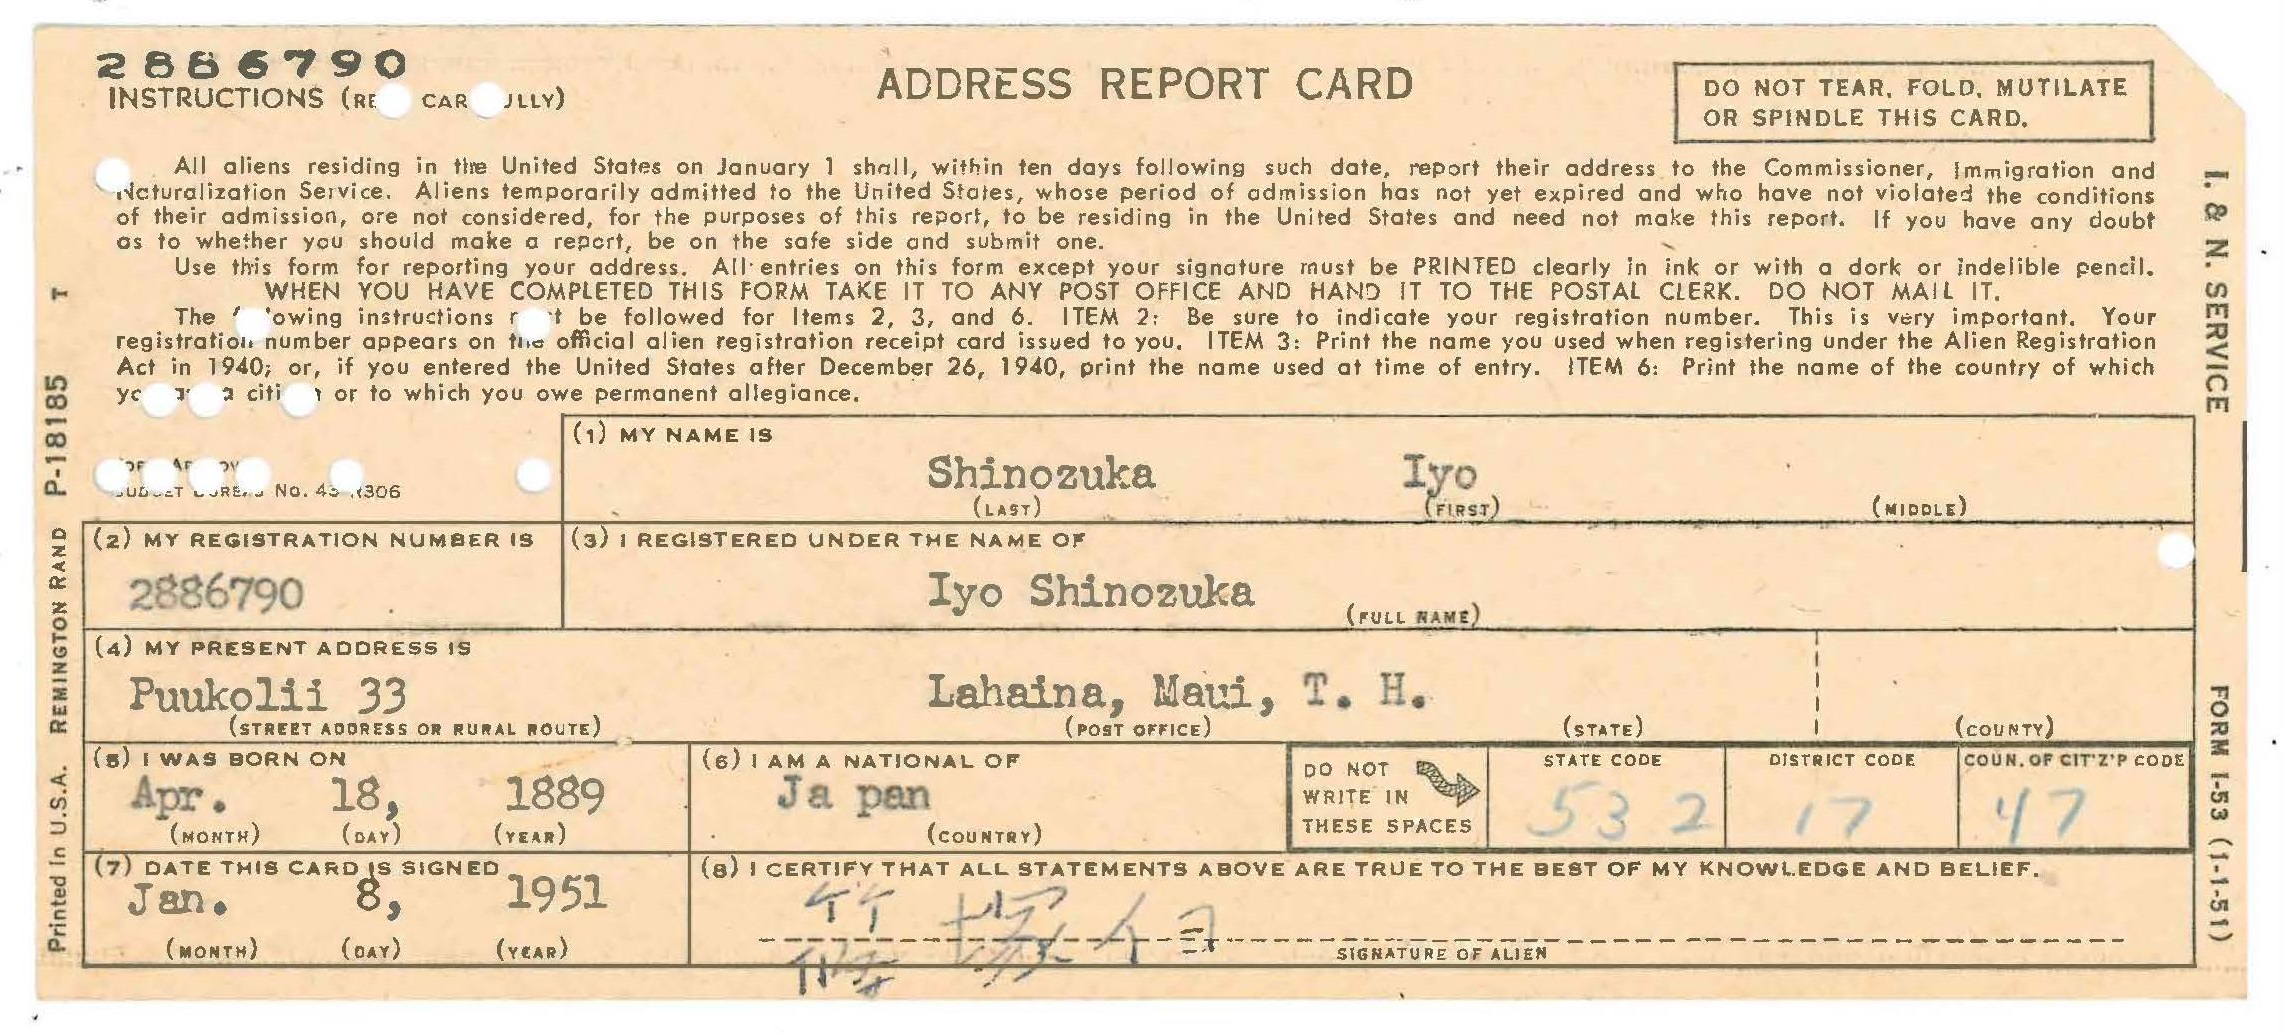 2886790
INSTRUCTIONS (RE CAR ULLY)
ADDRESS REPORT CARD
DO NOT TEAR, FOLD, MUTILATE
OR SPINDLE THIS CARD.
All aliens residing in the United States on January 1 shall, within ten days following such date, report their address to the Commissioner, Immigration and
Naturalization Service. Aliens temporarily admitted to the United States, whose period of admission has not yet expired and who have not violated the conditions
of their admission, are not considered, for the purposes of this report, to be residing in the United States and need not make this report. If you have any doubt
as to whether you should make a report, be on the safe side and submit one.
Use this form for reporting your address. All entries on this form except your signature must be PRINTED clearly in ink or with a dark or indelible pencil.
WHEN YOU HAVE COMPLETED THIS FORM TAKE IT TO ANY POST OFFICE AND HAND IT TO THE POSTAL CLERK. DO NOT MAIL IT.
The following instructions must be followed for Items 2, 3, and 6. ITEM 2: Be sure to indicate your registration number. This is very important. Your
registration number appears on the official alien registration receipt card issued to you. ITEM 3: Print the name you used when registering under the Alien Registration
Act in 1940; or, if you entered the United States after December 26, 1940, print the name used at time of entry. ITEM 6: Print the name of the country of which
you are a citizen or to which you owe permanent allegiance.
BUDGET BUREAU No. 43-R306
(1) MY NAME IS
Shinozuka Iyo
(LAST) (FIRST) (MIDDLE)
(2) MY REGISTRATION NUMBER IS
2886790
(3) I REGISTERED UNDER THE NAME OF
Iyo Shinozuka
(FULL NAME)
(4) MY PRESENT ADDRESS IS
Puukolii 33 Lahaina, Maui, T. H.
(STREET ADDRESS OR RURAL ROUTE) (POST OFFICE) (STATE) (COUNTY)
(5) I WAS BORN ON
Apr. 18, 1889
(MONTH) (DAY) (YEAR)
(6) I AM A NATIONAL OF
Ja pan
(COUNTRY)
DO NOT
WRITE IN
THESE SPACES
STATE CODE
532
DISTRICT CODE
17
COUN. OF CIT'Z'P CODE
47
(7) DATE THIS CARD IS SIGNED
Jan. 8, 1951
(MONTH) (DAY) (YEAR)
(8) I CERTIFY THAT ALL STATEMENTS ABOVE ARE TRUE TO THE BEST OF MY KNOWLEDGE AND BELIEF.
SIGNATURE OF ALIEN
Printed in U.S.A. REMINGTON RAND P-18185 T
I. & N. SERVICE FORM I-53 (1-1-51)